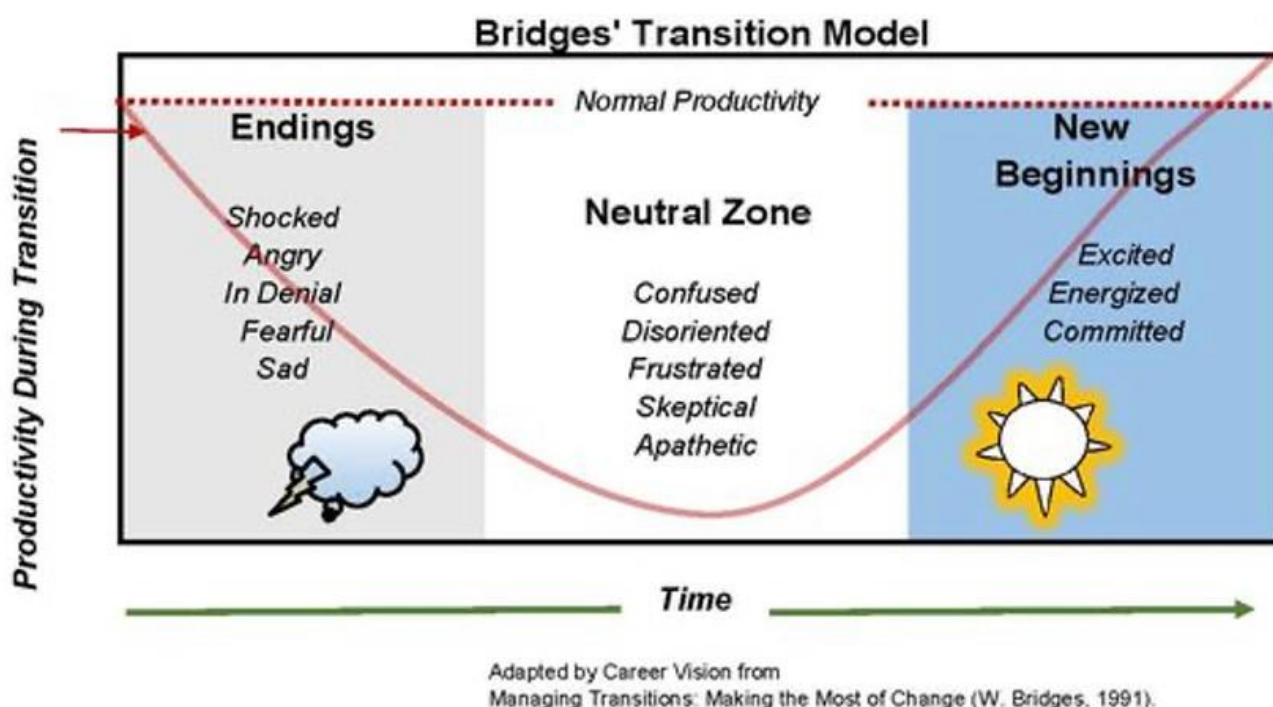 Bridges' Transition Model
Normal Productivity
Productivity During Transition
Endings
Shocked
Angry
In Denial
Fearful
Sad
Neutral Zone
Confused
Disoriented
Frustrated
Skeptical
Apathetic
New
Beginnings
Excited
Energized
Committed
Time
Adapted by Career Vision from
Managing Transitions: Making the Most of Change (W. Bridges, 1991).